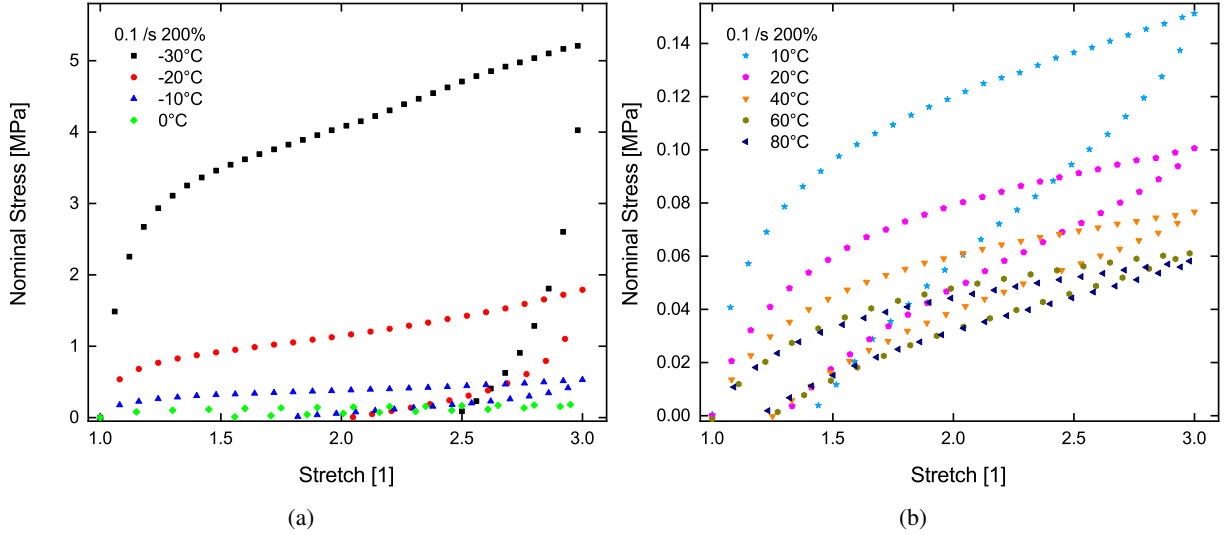 0.1 /s 200%
-30°C
-20°C
-10°C
0°C
Nominal Stress [MPa]
5
4
3
2
1
0
1.0 1.5 2.0 2.5 3.0
Stretch [1]
(a)
0.1 /s 200%
10°C
20°C
40°C
60°C
80°C
Nominal Stress [MPa]
0.14
0.12
0.10
0.08
0.06
0.04
0.02
0.00
1.0 1.5 2.0 2.5 3.0
Stretch [1]
(b)